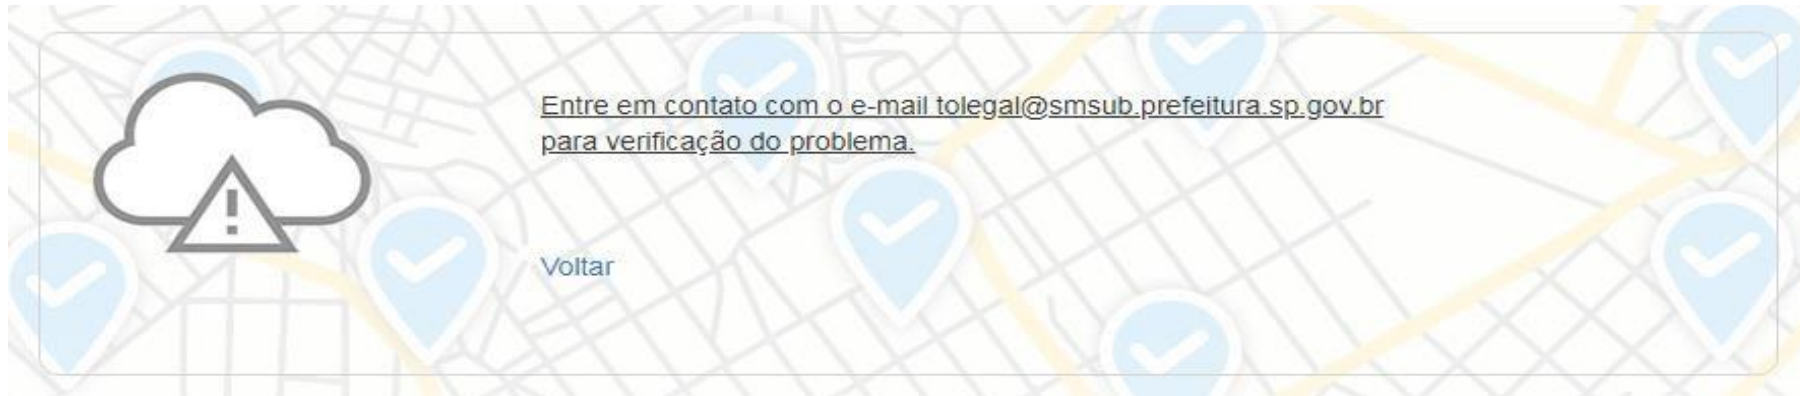 Entre em contato com o e-mail tolegal@smsub.prefeitura.sp.gov.br
para verificação do problema.
Voltar